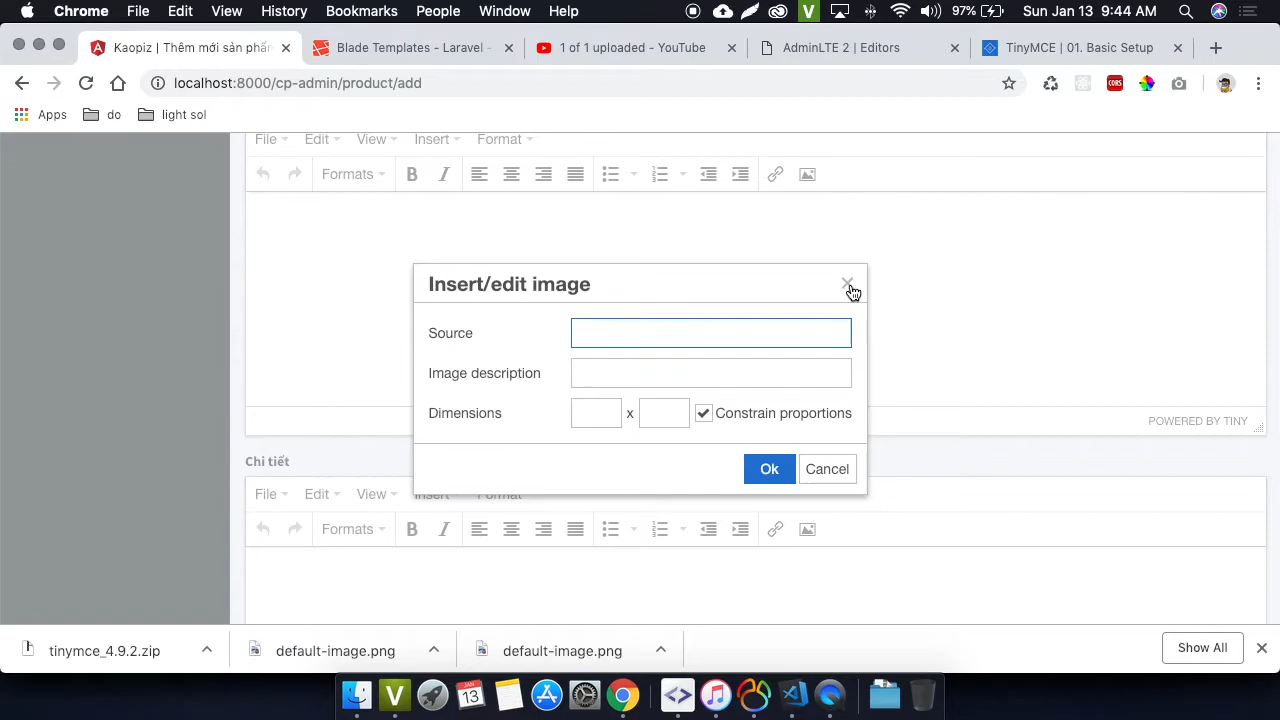 Chrome File Edit View History Bookmarks People Window Help 97% Sun Jan 13 9:44 AM
Kaopiz | Thêm mới sản phẩm
Blade Templates - Laravel -
1 of 1 uploaded - YouTube
AdminLTE 2 | Editors
TinyMCE | 01. Basic Setup
localhost:8000/cp-admin/product/add
CORS
Apps do light sol
File Edit View Insert Format
Formats B I
Insert/edit image
Source
Image description
Dimensions x Constrain proportions
POWERED BY TINY
Ok Cancel
Chi tiết
File Edit View Insert Format
Formats B I
tinymce_4.9.2.zip default-image.png default-image.png Show All
V JAN 13